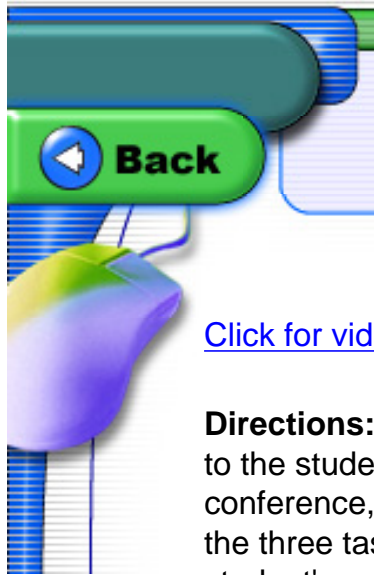 Back
Click for vid
Directions:
to the stude
conference,
the three tas